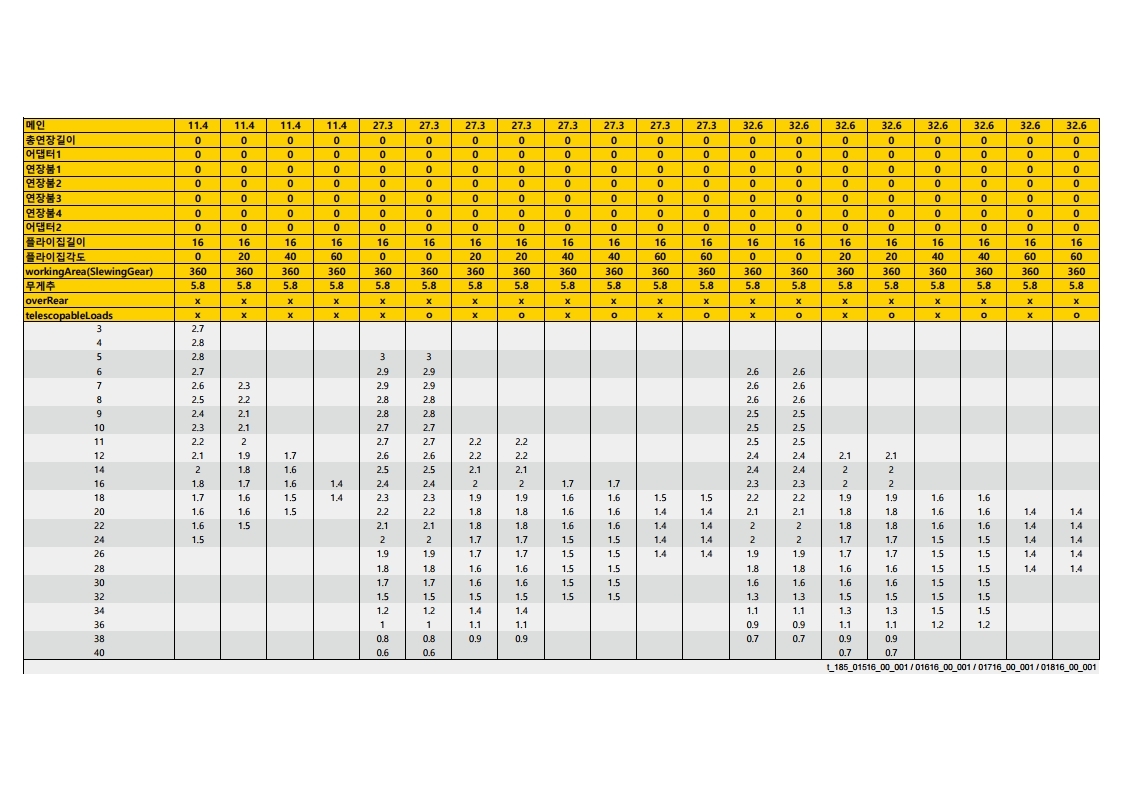 메인 11.4 11.4 11.4 11.4 27.3 27.3 27.3 27.3 27.3 27.3 27.3 27.3 32.6 32.6 32.6 32.6 32.6 32.6 32.6 32.6
총연장길이 0 0 0 0 0 0 0 0 0 0 0 0 0 0 0 0 0 0 0 0
어댑터1 0 0 0 0 0 0 0 0 0 0 0 0 0 0 0 0 0 0 0 0
연장붐1 0 0 0 0 0 0 0 0 0 0 0 0 0 0 0 0 0 0 0 0
연장붐2 0 0 0 0 0 0 0 0 0 0 0 0 0 0 0 0 0 0 0 0
연장붐3 0 0 0 0 0 0 0 0 0 0 0 0 0 0 0 0 0 0 0 0
연장붐4 0 0 0 0 0 0 0 0 0 0 0 0 0 0 0 0 0 0 0 0
어댑터2 0 0 0 0 0 0 0 0 0 0 0 0 0 0 0 0 0 0 0 0
플라이집길이 16 16 16 16 16 16 16 16 16 16 16 16 16 16 16 16 16 16 16 16
플라이집각도 0 20 40 60 0 0 20 20 40 40 60 60 0 0 20 20 40 40 60 60
workingArea(SlewingGear) 360 360 360 360 360 360 360 360 360 360 360 360 360 360 360 360 360 360 360 360
무게추 5.8 5.8 5.8 5.8 5.8 5.8 5.8 5.8 5.8 5.8 5.8 5.8 5.8 5.8 5.8 5.8 5.8 5.8 5.8 5.8
overRear x x x x x x x x x x x x x x x x x x x x
telescopableLoads x x x x x o x o x o x o x o x o x o x o
3 2.7
4 2.8
5 2.8 3 3
6 2.7 2.9 2.9 2.6 2.6
7 2.6 2.3 2.9 2.9 2.6 2.6
8 2.5 2.2 2.8 2.8 2.6 2.6
9 2.4 2.1 2.8 2.8 2.5 2.5
10 2.3 2.1 2.7 2.7 2.5 2.5
11 2.2 2 2.7 2.7 2.2 2.2 2.5 2.5
12 2.1 1.9 1.7 2.6 2.6 2.2 2.2 2.4 2.4 2.1 2.1
14 2 1.8 1.6 2.5 2.5 2.1 2.1 2.4 2.4 2 2
16 1.8 1.7 1.6 1.4 2.4 2.4 2 2 1.7 1.7 2.3 2.3 2 2
18 1.7 1.6 1.5 1.4 2.3 2.3 1.9 1.9 1.6 1.6 1.5 1.5 2.2 2.2 1.9 1.9 1.6 1.6
20 1.6 1.6 1.5 2.2 2.2 1.8 1.8 1.6 1.6 1.4 1.4 2.1 2.1 1.8 1.8 1.6 1.6 1.4 1.4
22 1.6 1.5 2.1 2.1 1.8 1.8 1.6 1.6 1.4 1.4 2 2 1.8 1.8 1.6 1.6 1.4 1.4
24 1.5 2 2 1.7 1.7 1.5 1.5 1.4 1.4 2 2 1.7 1.7 1.5 1.5 1.4 1.4
26 1.9 1.9 1.7 1.7 1.5 1.5 1.4 1.4 1.9 1.9 1.7 1.7 1.5 1.5 1.4 1.4
28 1.8 1.8 1.6 1.6 1.5 1.5 1.8 1.8 1.6 1.6 1.5 1.5 1.4 1.4
30 1.7 1.7 1.6 1.6 1.5 1.5 1.6 1.6 1.6 1.6 1.5 1.5
32 1.5 1.5 1.5 1.5 1.5 1.5 1.3 1.3 1.5 1.5 1.5 1.5
34 1.2 1.2 1.4 1.4 1.1 1.1 1.3 1.3 1.5 1.5
36 1 1 1.1 1.1 0.9 0.9 1.1 1.1 1.2 1.2
38 0.8 0.8 0.9 0.9 0.7 0.7 0.9 0.9
40 0.6 0.6 0.7 0.7
t_185_01516_00_001 / 01616_00_001 / 01716_00_001 / 01816_00_001